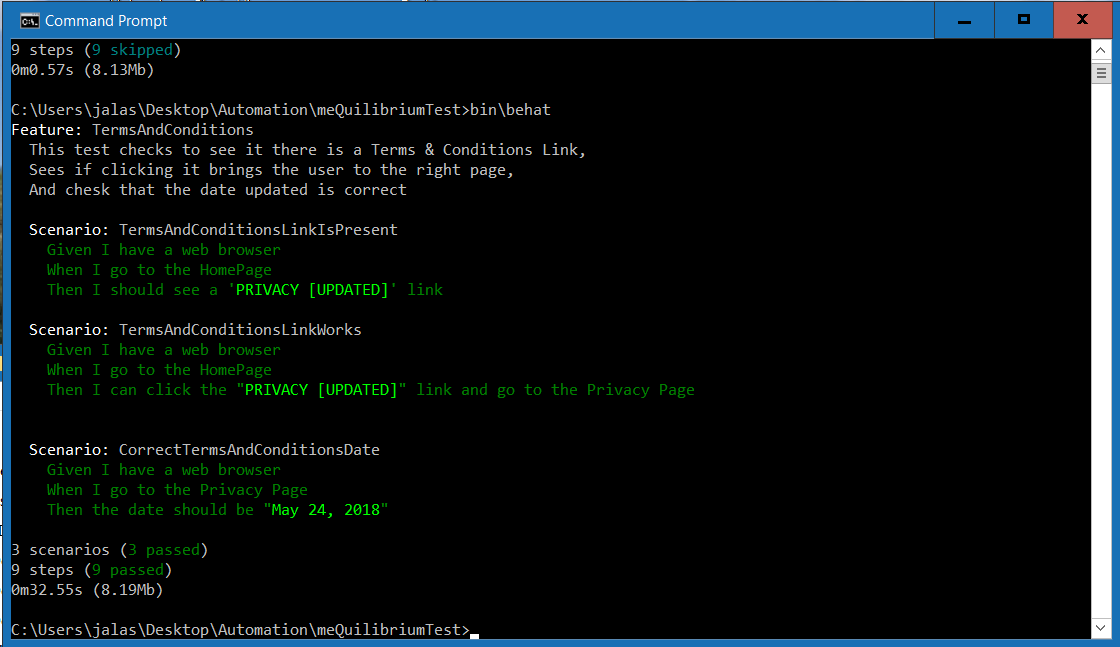 Command Prompt
9 steps (9 skipped)
0m0.57s (8.13Mb)
C:\Users\jalas\Desktop\Automation\meQuilibriumTest>bin\behat
Feature: TermsAndConditions
This test checks to see it there is a Terms & Conditions Link,
Sees if clicking it brings the user to the right page,
And chesk that the date updated is correct
Scenario: TermsAndConditionsLinkIsPresent
Given I have a web browser
When I go to the HomePage
Then I should see a 'PRIVACY [UPDATED]' link
Scenario: TermsAndConditionsLinkWorks
Given I have a web browser
When I go to the HomePage
Then I can click the "PRIVACY [UPDATED]" link and go to the Privacy Page
Scenario: CorrectTermsAndConditionsDate
Given I have a web browser
When I go to the Privacy Page
Then the date should be "May 24, 2018"
3 scenarios (3 passed)
9 steps (9 passed)
0m32.55s (8.19Mb)
C:\Users\jalas\Desktop\Automation\meQuilibriumTest>